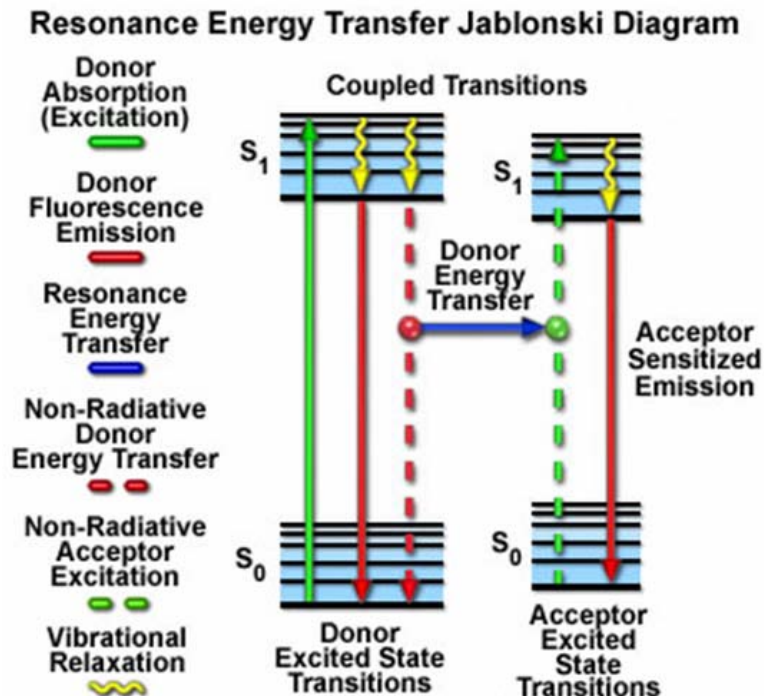 Resonance Energy Transfer Jablonski Diagram
Donor
Absorption
(Excitation)
Donor
Fluorescence
Emission
Resonance
Energy
Transfer
Non-Radiative
Donor
Energy Transfer
Non-Radiative
Acceptor
Excitation
Vibrational
Relaxation
Coupled Transitions
S1
S1
Donor
Energy
Transfer
Acceptor
Sensitized
Emission
S0
S0
Donor
Excited State
Transitions
Acceptor
Excited
State
Transitions